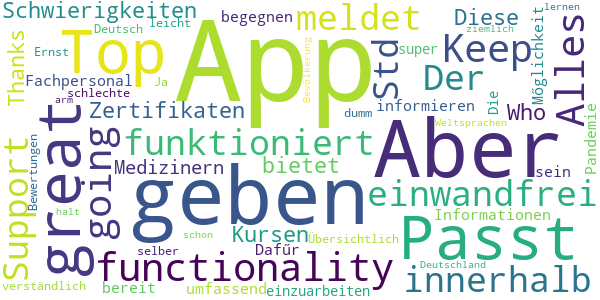 Schwierigkeiten
begegnen
meldet
Diese
lernen
Thanks
Ernst
Deutsch
leicht
Top
App
Bevölkerung
Std
super
Keep
ziemlich
Möglichkeit
Alles
Fachpersonal
Ja
schlechte
arm
Zertifikaten
dumm
informieren
Der
Die
Who
Weltsprachen
Pandemie
great
going
Support
Bewertungen
funktioniert
Medizinern
bietet
Aber
sein
geben
einwandfrei
halt
Kursen
Informationen
Passt
selber
schon
Dafür
Übersichtlich
functionality
Deutschland
innerhalb
verständlich
bereit
umfassend
einzuarbeiten